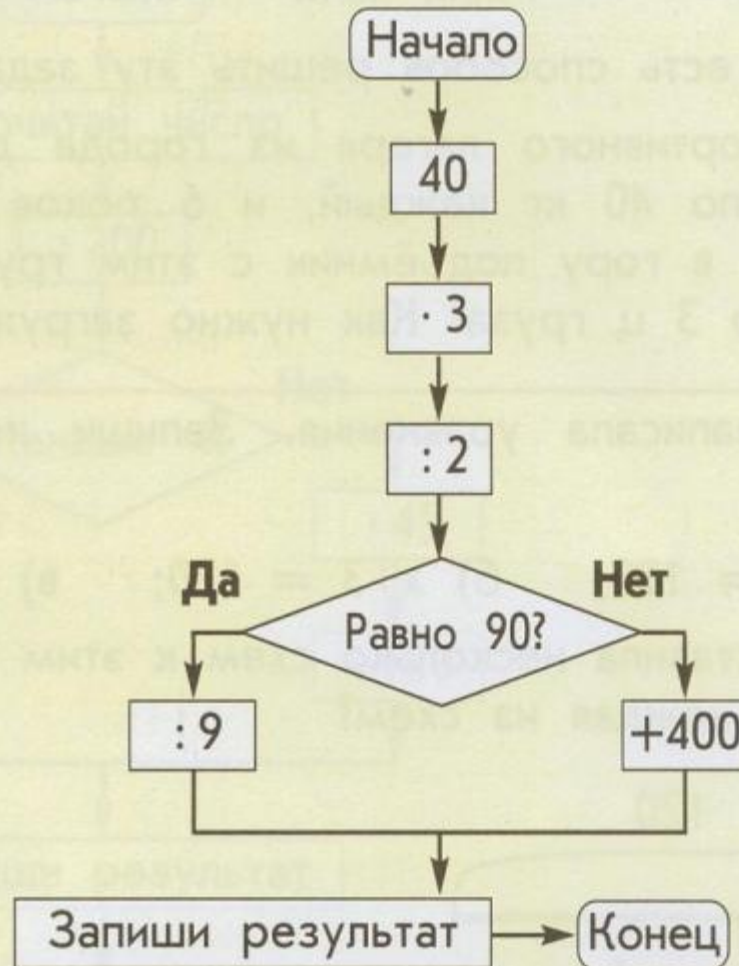 Начало
40
· 3
: 2
Да
Нет
Равно 90?
: 9
+400
Запиши результат
Конец